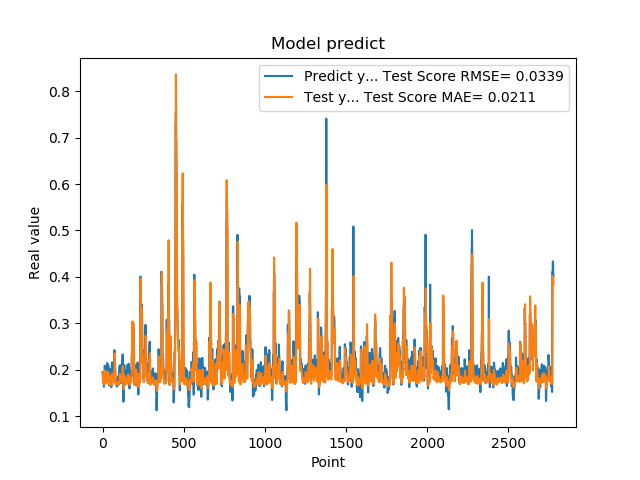 Model predict
Predict y... Test Score RMSE= 0.0339
Test y... Test Score MAE= 0.0211
0.8
0.7
0.6
0.5
0.4
0.3
0.2
0.1
Real value
0 500 1000 1500 2000 2500
Point